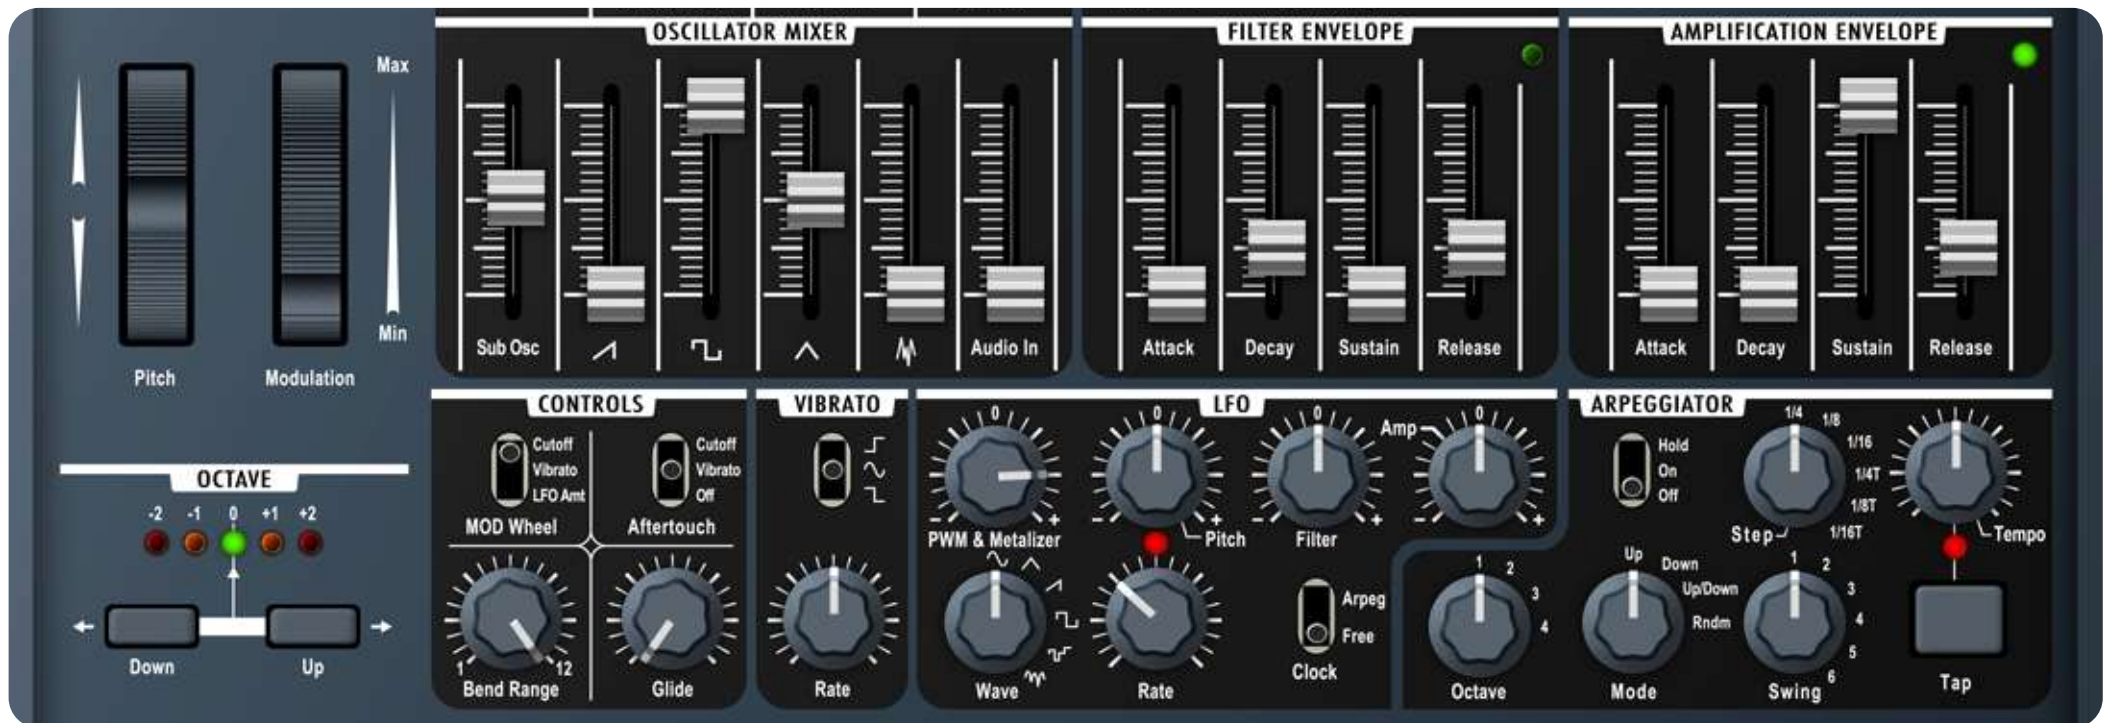 OSCILLATOR MIXER
FILTER ENVELOPE
AMPLIFICATION ENVELOPE
Max
Min
Pitch
Modulation
Sub Osc
Audio In
Attack
Decay
Sustain
Release
Attack
Decay
Sustain
Release
OCTAVE
-2 -1 0 +1 +2
Down
Up
CONTROLS
Cutoff
Vibrato
LFO Amt
MOD Wheel
Cutoff
Vibrato
Off
Aftertouch
1 12
Bend Range
Glide
VIBRATO
Rate
LFO
0
- +
PWM & Metalizer
0
- +
Pitch
0
- +
Filter
Amp
0
- +
Wave
Rate
Arpeg
Free
Clock
ARPEGGIATOR
Hold
On
Off
1/4
1/8
1/16
1/4T
1/8T
1/16T
Step
Tempo
1
2
3
4
Octave
Up
Down
Up/Down
Rndm
Mode
1
2
3
4
5
6
Swing
Tap